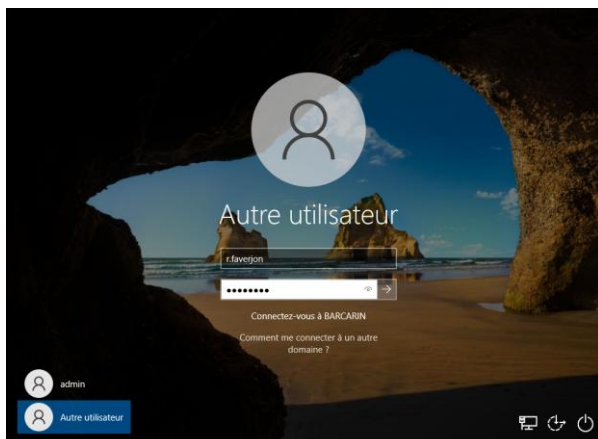 Autre utilisateur
r.faverjon
••••••••
Connectez-vous à BARCARIN
Comment me connecter à un autre
domaine ?
admin
Autre utilisateur